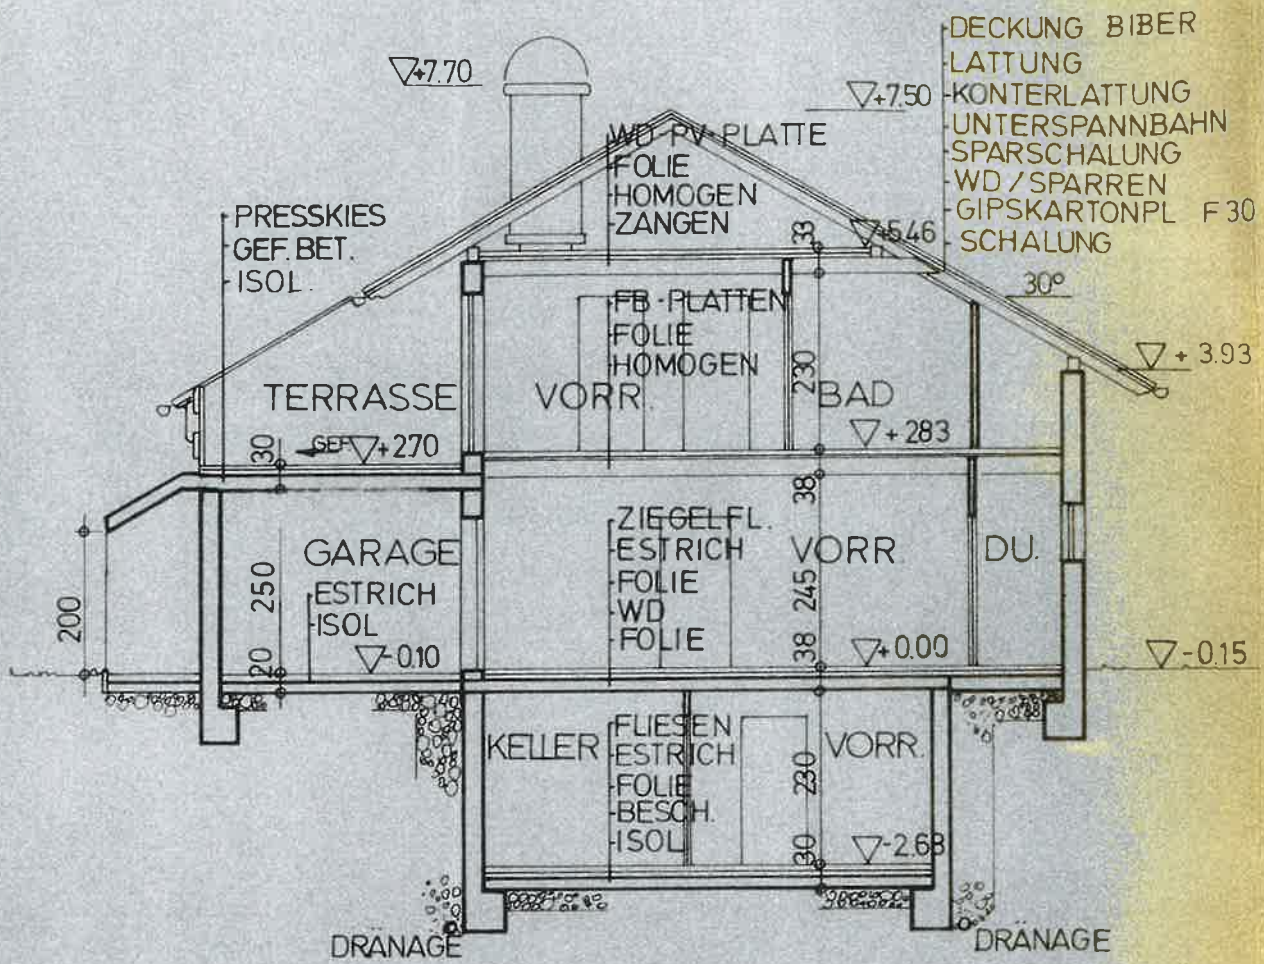 DECKUNG BIBER
LATTUNG
KONTERLATTUNG
UNTERSPANNBAHN
SPARSCHALUNG
WD/SPARREN
GIPSKARTONPL F30
SCHALUNG
+7.70
+7.50
WD-PV-PLATTE
FOLIE
HOMOGEN
ZANGEN
PRESSKIES
GEF. BET.
ISOL.
33
+5.46
30°
FB-PLATTEN
FOLIE
HOMOGEN
230
+ 3.93
TERRASSE
VORR.
BAD
30
GEF.
+2.70
+2.83
38
ZIEGELFL.
ESTRICH
FOLIE
WD
FOLIE
GARAGE
VORR.
DU.
200
250
245
ESTRICH
ISOL
20
-0.10
38
+0.00
-0.15
KELLER
FLIESEN
ESTRICH
FOLIE
BESCH.
ISOL
VORR.
230
30
-2.68
DRÄNAGE
DRÄNAGE